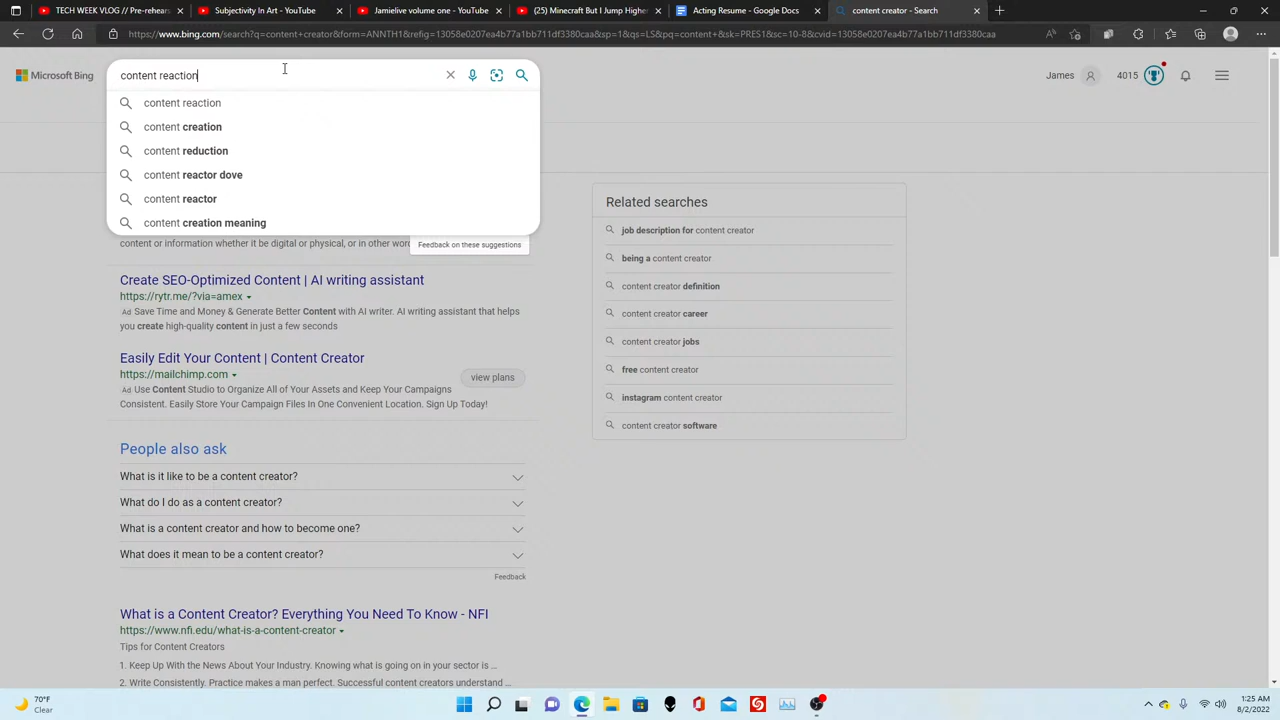 TECH WEEK VLOG // Pre-hearsa
Subjectivity In Art - YouTube
Jamielive volume one - YouTube
(25) Minecraft But I Jump Higher
Acting Resume - Google Docs
content creator - Search
https://www.bing.com/search?q=content+creator&form=ANNTH1&refig=13058e0227ea4b77a1bb711dfcd6aecd&sp=1&qs=LS&pq=content+&sk=PRES1&sc=10-8&cvid=13058e0227ea4b77a1bb711dfcd6aecd
Microsoft Bing
content reaction
James
4015
content reaction
content creation
content reduction
content reactor dove
content reactor
content creation meaning
content or information whether it be digital or physical, or in other wor
Feedback on these suggestions
Create SEO-Optimized Content | AI writing assistant
https://rytr.me/?via=amex
Ad Save Time and Money & Generate Better Content with AI writer. AI writing assistant that helps
you create high-quality content in just a few seconds
Easily Edit Your Content | Content Creator
https://mailchimp.com
view plans
Ad Use Content Studio to Organize All of Your Assets and Keep Your Campaigns
Consistent. Easily Store Your Campaign Files In One Convenient Location. Sign Up Today!
People also ask
What is it like to be a content creator?
What do I do as a content creator?
What is a content creator and how to become one?
What does it mean to be a content creator?
Feedback
What is a Content Creator? Everything You Need To Know - NFI
https://www.nfi.edu/what-is-a-content-creator
Tips for Content Creators
1. Keep Up With the News About Your Industry. Knowing what is going on in your sector is ...
2. Write Consistently. Practice makes a man perfect. Successful content creators understand ...
Related searches
job description for content creator
being a content creator
content creator definition
content creator career
content creator jobs
free content creator
instagram content creator
content creator software
70°F
Clear
1:25 AM
8/2/2022